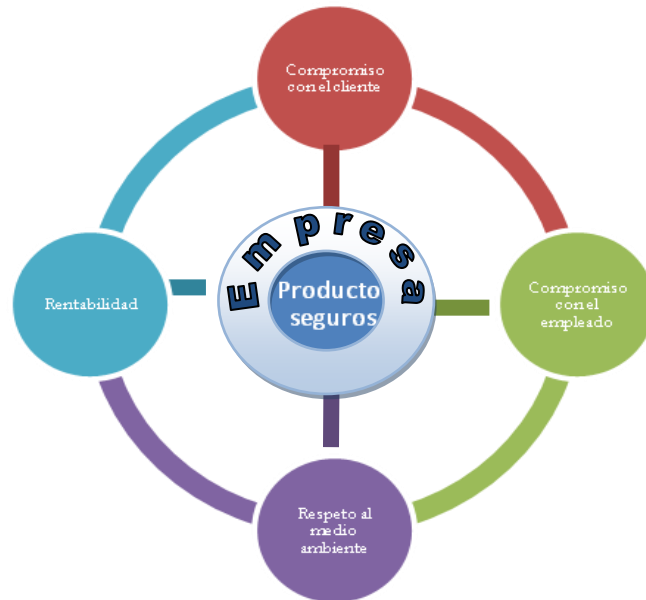 Compromiso
con el cliente
Empresa
Producto
seguros
Rentabilidad
Compromiso
con el
empleado
Respeto al
medio
ambiente